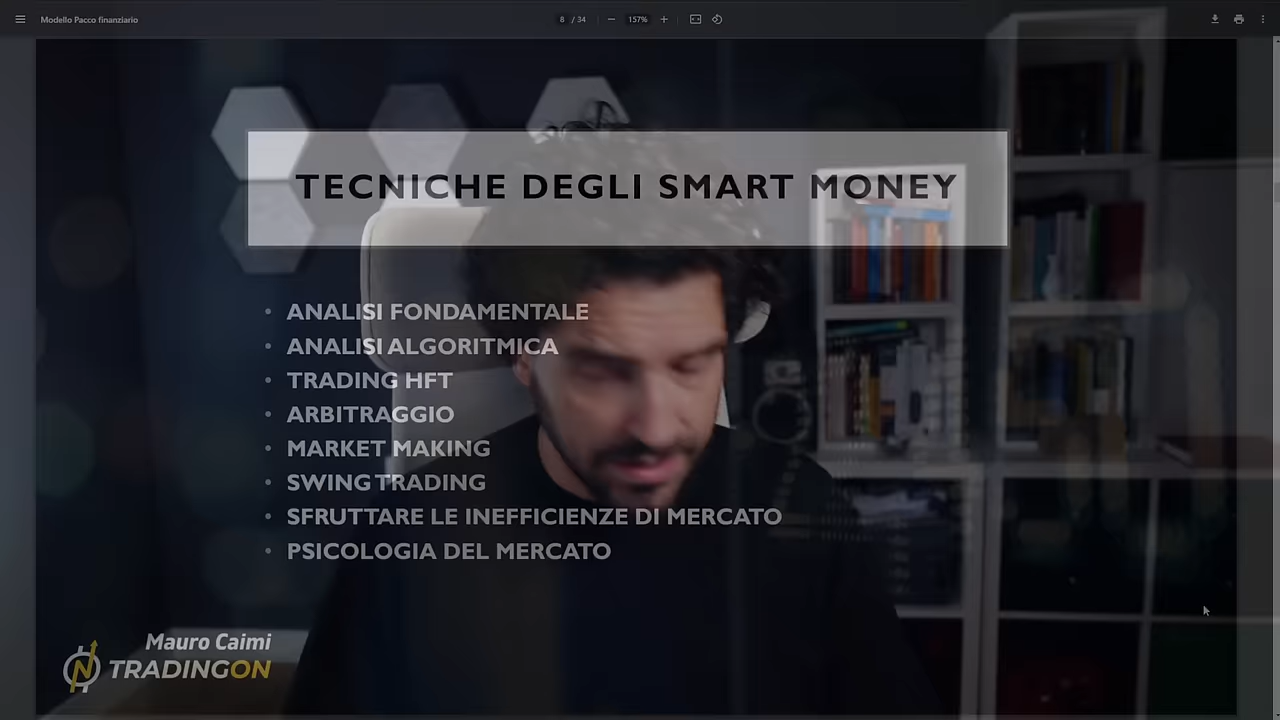 Modello Pacco finanziario
8 / 34
157%
TECNICHE DEGLI SMART MONEY
• ANALISI FONDAMENTALE
• ANALISI ALGORITMICA
• TRADING HFT
• ARBITRAGGIO
• MARKET MAKING
• SWING TRADING
• SFRUTTARE LE INEFFICIENZE DI MERCATO
• PSICOLOGIA DEL MERCATO
Mauro Caimi
TRADINGON